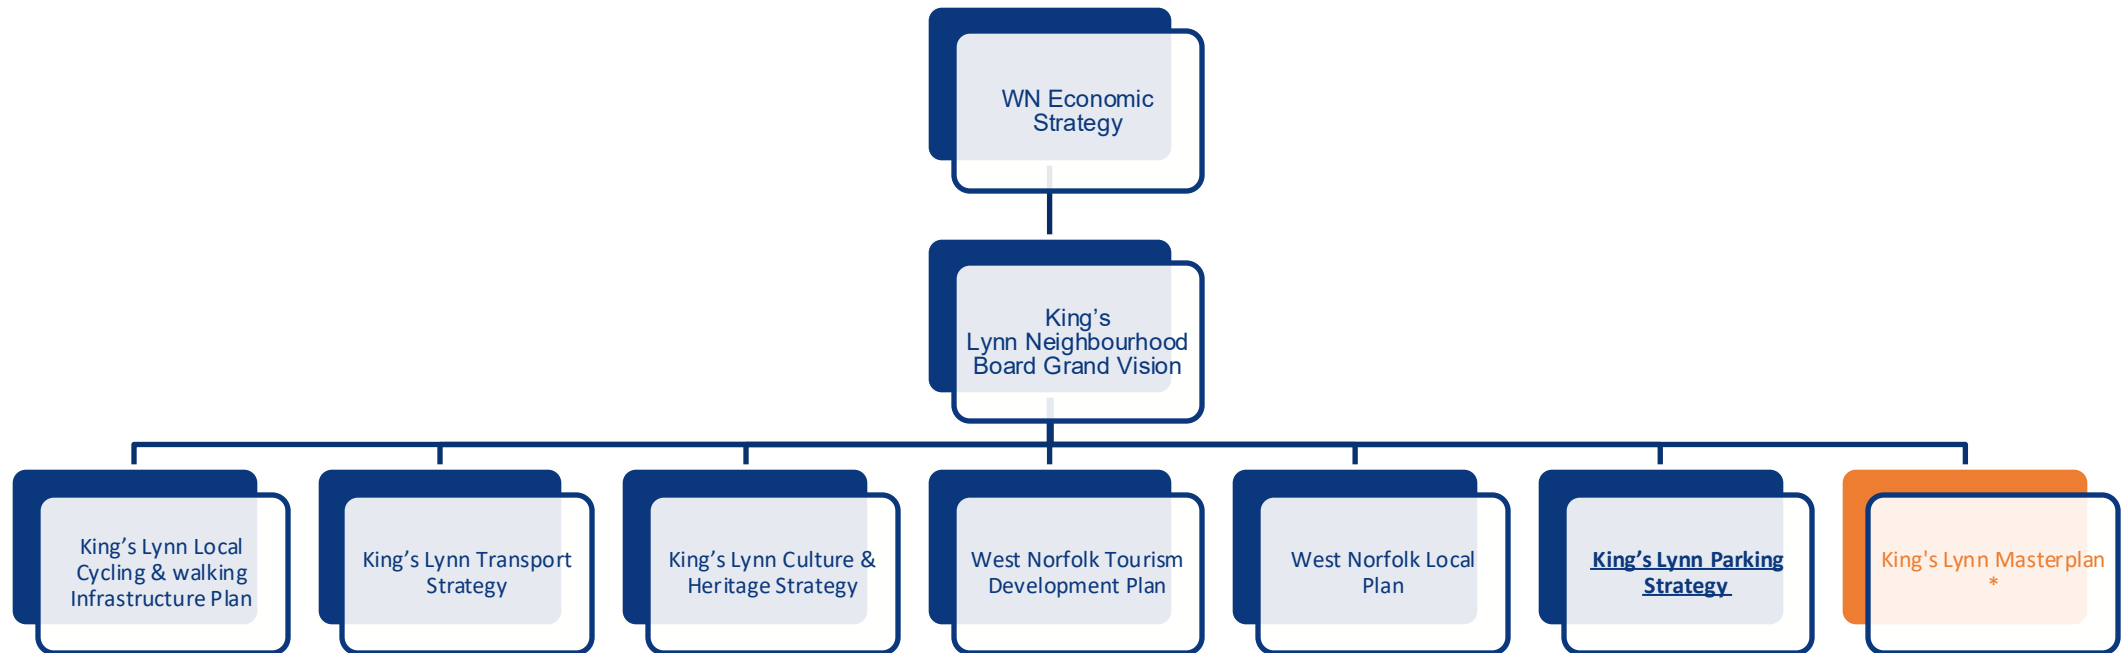 WN Economic
Strategy
King’s
Lynn Neighbourhood
Board Grand Vision
King’s Lynn Local
Cycling & walking
Infrastructure Plan
King’s Lynn Transport
Strategy
King’s Lynn Culture &
Heritage Strategy
West Norfolk Tourism
Development Plan
West Norfolk Local
Plan
King’s Lynn Parking
Strategy
King's Lynn Masterplan
*